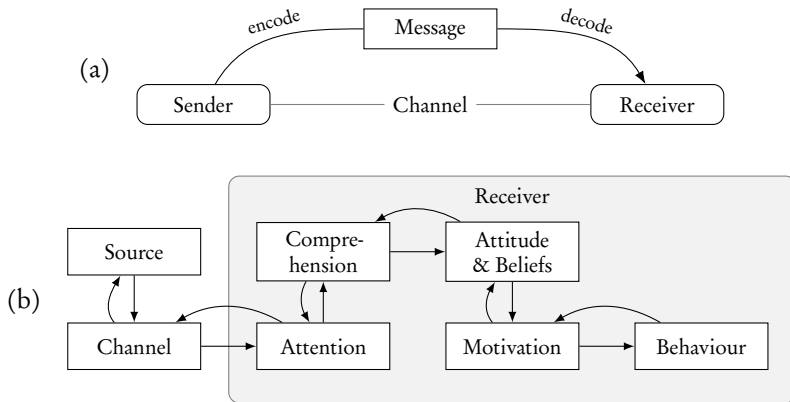 encode
Message
decode
(a)
Sender
Channel
Receiver
Receiver
Source
Compre-
hension
Attitude
& Beliefs
(b)
Channel
Attention
Motivation
Behaviour